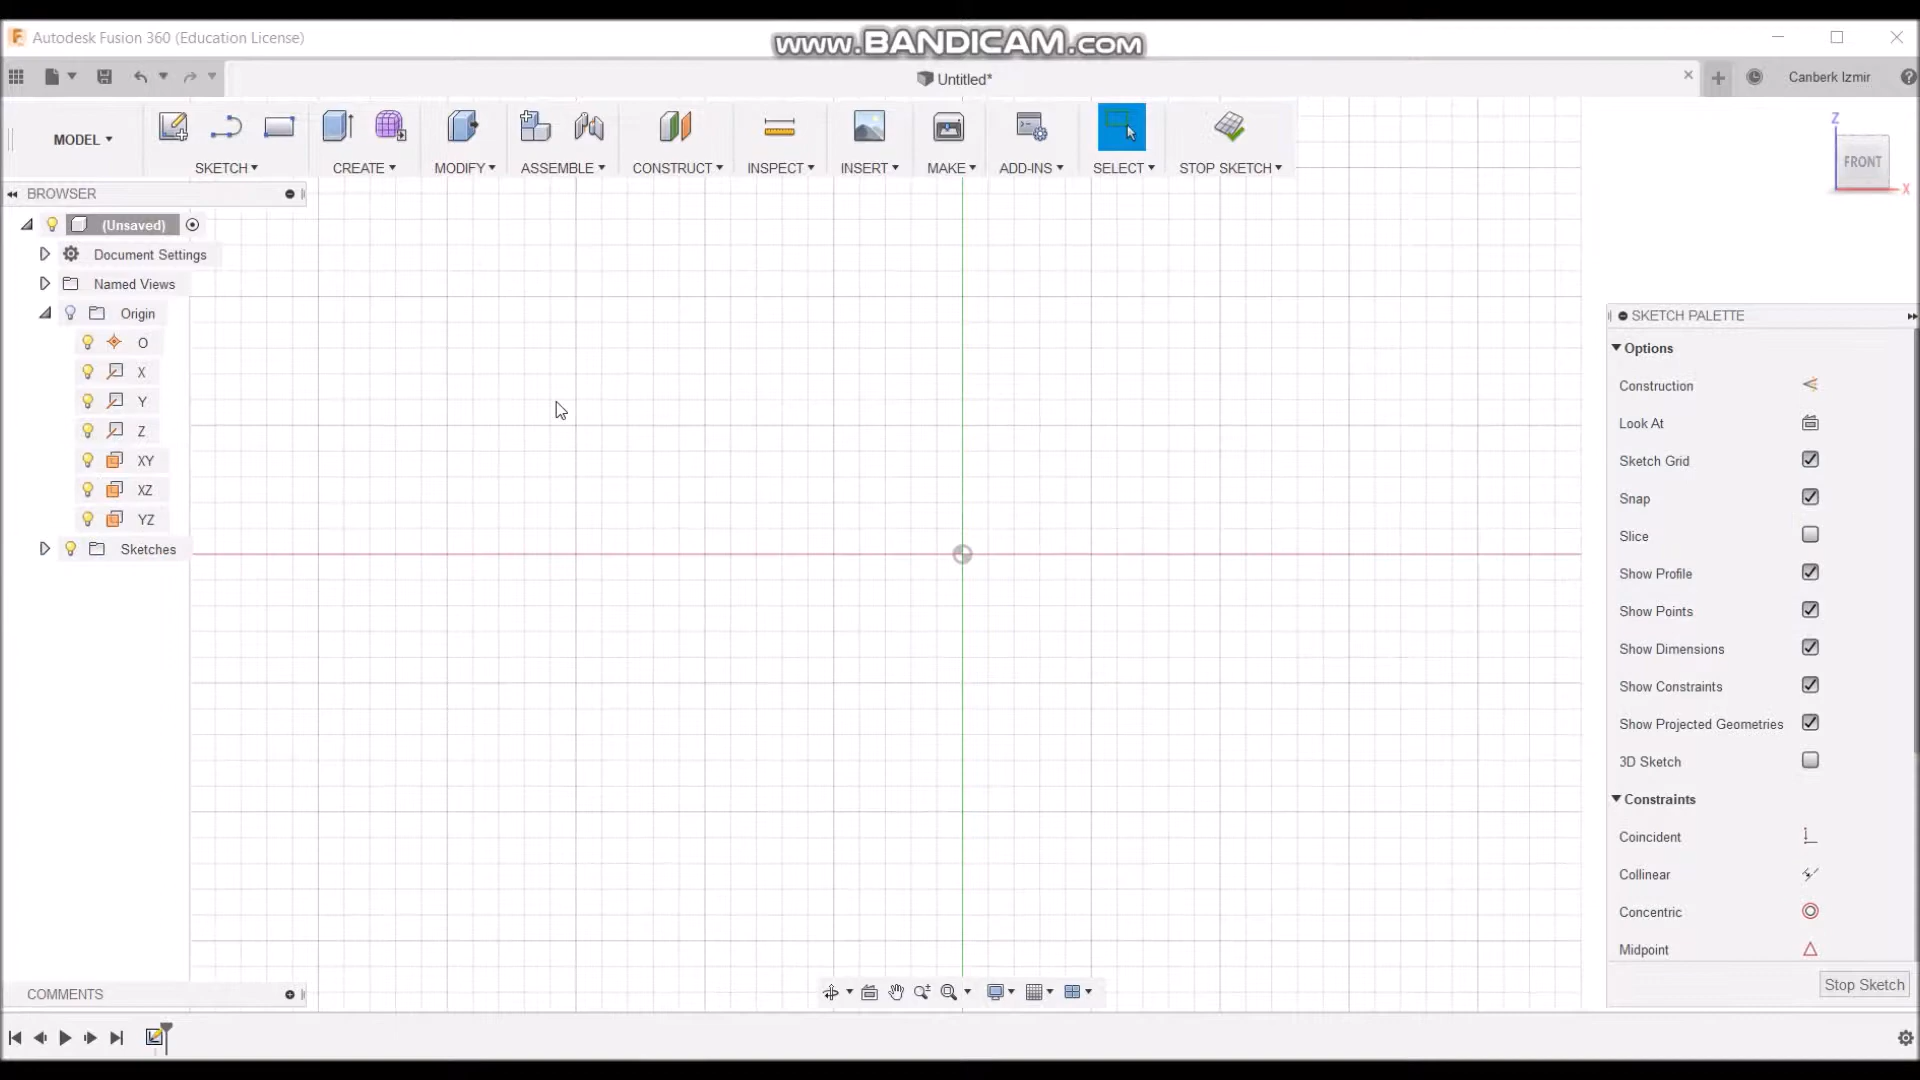 Autodesk Fusion 360 (Education License)
www.BANDICAM.com
Untitled*
Canberk Izmir
MODEL
SKETCH
CREATE
MODIFY
ASSEMBLE
CONSTRUCT
INSPECT
INSERT
MAKE
ADD-INS
SELECT
STOP SKETCH
Z
FRONT
X
BROWSER
(Unsaved)
Document Settings
Named Views
Origin
O
X
Y
Z
XY
XZ
YZ
Sketches
SKETCH PALETTE
Options
Construction
Look At
Sketch Grid
Snap
Slice
Show Profile
Show Points
Show Dimensions
Show Constraints
Show Projected Geometries
3D Sketch
Constraints
Coincident
Collinear
Concentric
Midpoint
Stop Sketch
COMMENTS